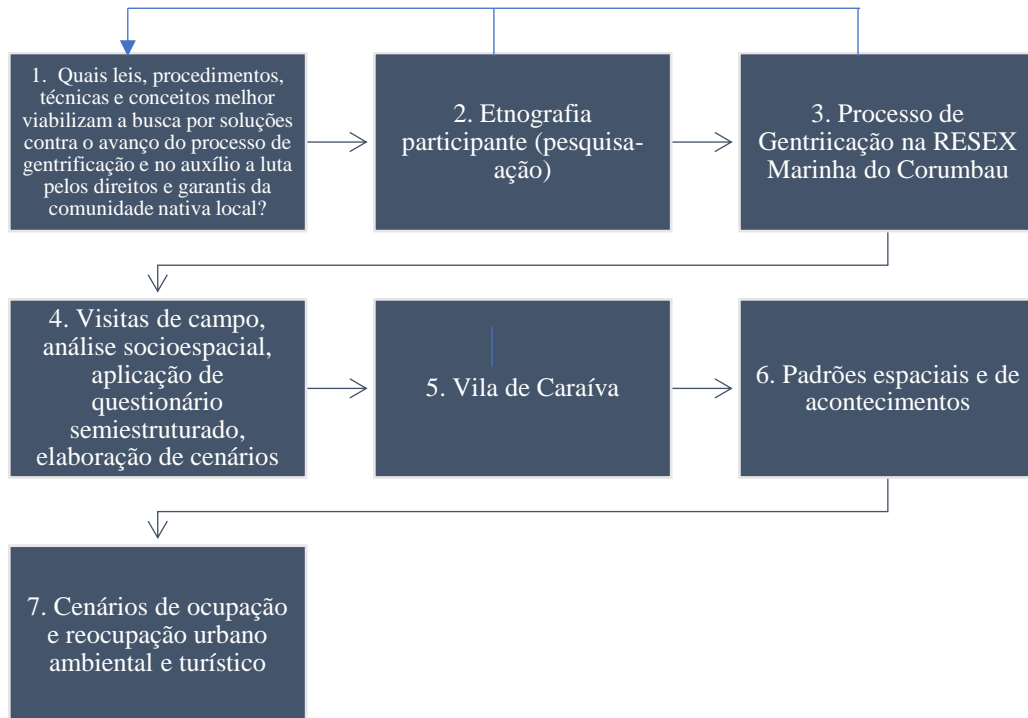 1. Quais leis, procedimentos,
técnicas e conceitos melhor
viabilizam a busca por soluções
contra o avanço do processo de
gentrificação e no auxílio a luta
pelos direitos e garantis da
comunidade nativa local?
2. Etnografia
participante (pesquisa-
ação)
3. Processo de
Gentriicação na RESEX
Marinha do Corumbau
4. Visitas de campo,
análise socioespacial,
aplicação de
questionário
semiestruturado,
elaboração de cenários
5. Vila de Caraíva
6. Padrões espaciais e de
acontecimentos
7. Cenários de ocupação
e reocupação urbano
ambiental e turístico